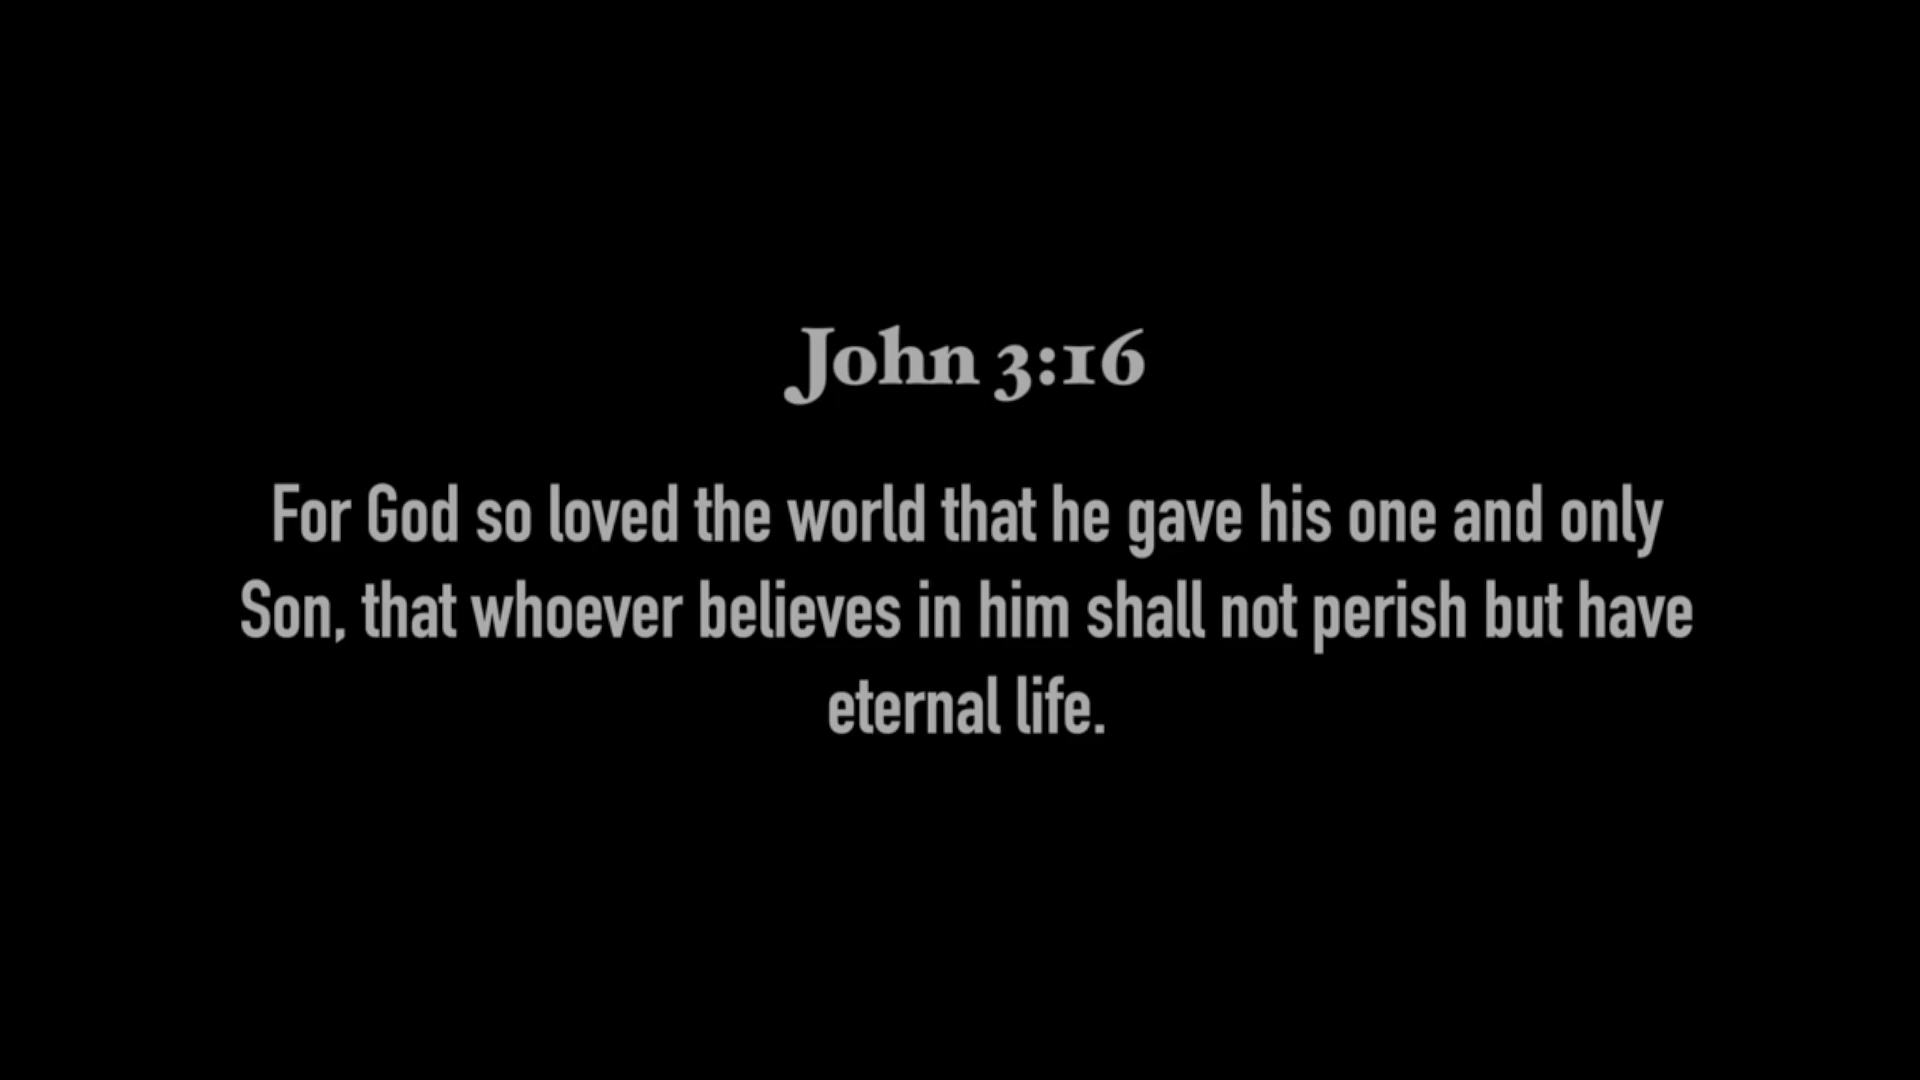 John 3:16
For God so loved the world that he gave his one and only
Son, that whoever believes in him shall not perish but have
eternal life.